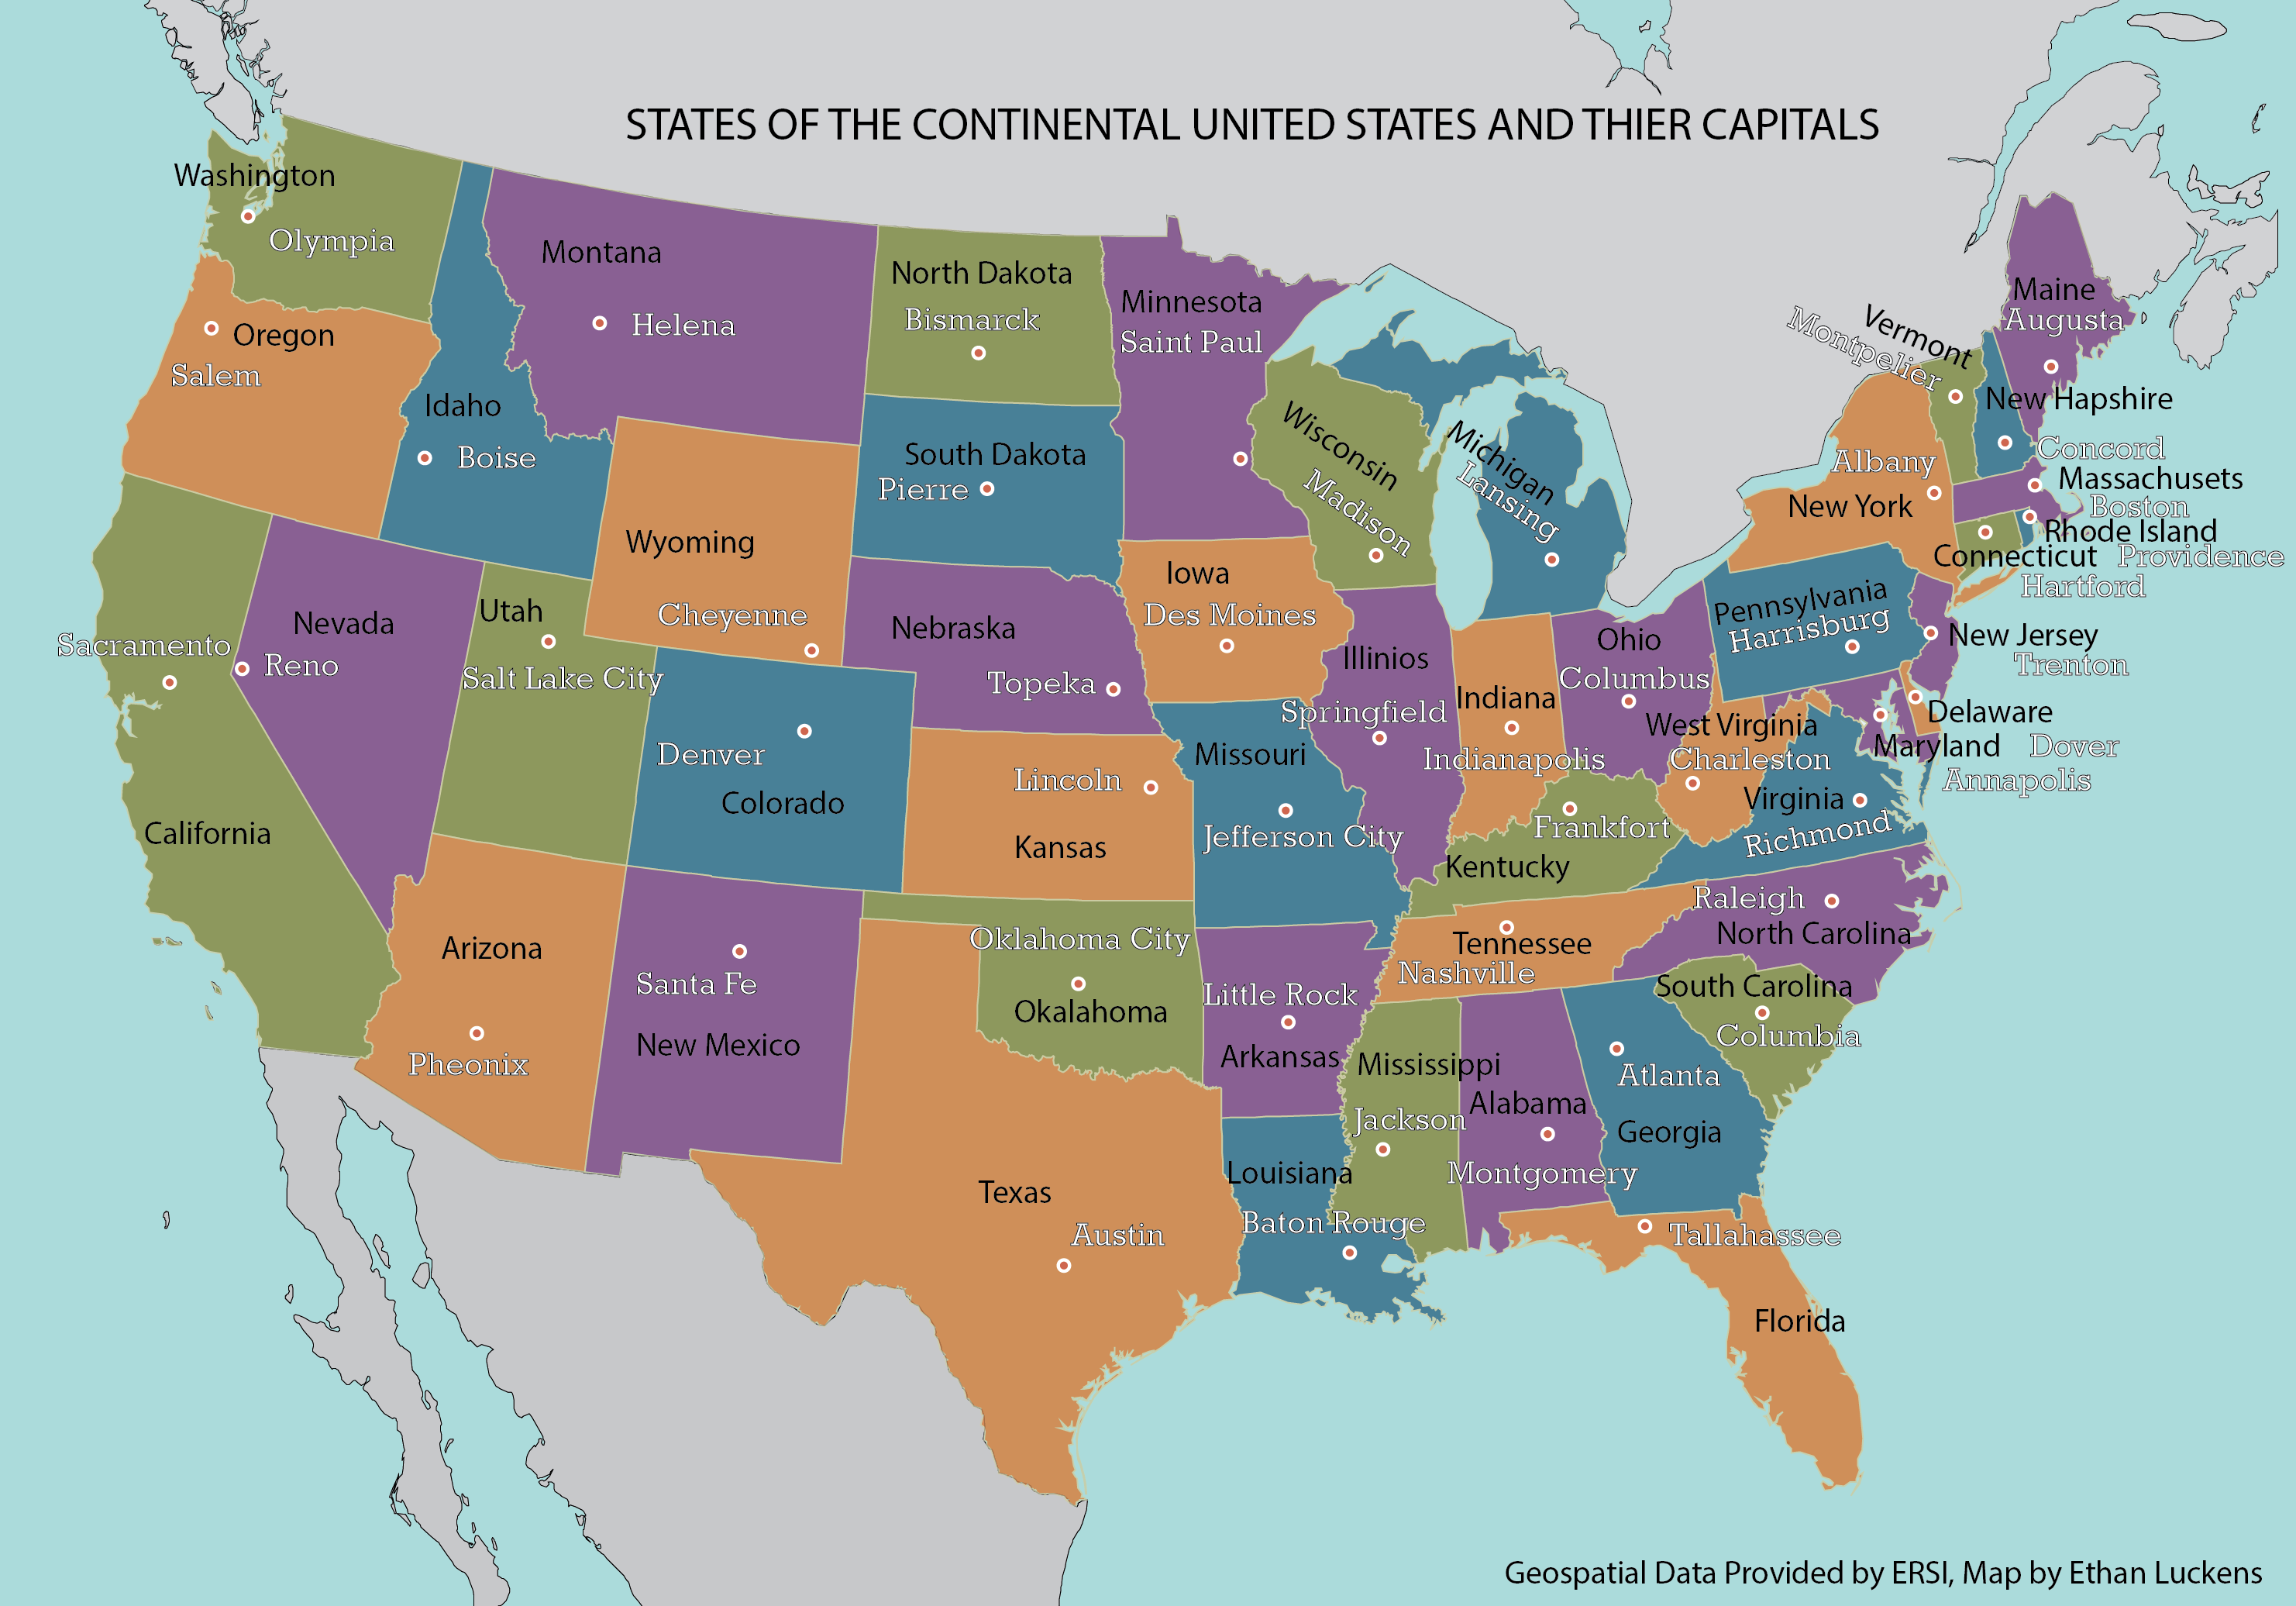 STATES OF THE CONTINENTAL UNITED STATES AND THIER CAPITALS
Washington
Olympia
Oregon
Salem
Idaho
Boise
Montana
Helena
North Dakota
Bismarck
Minnesota
Saint Paul
South Dakota
Pierre
Wyoming
Cheyenne
Wisconsin
Madison
Michigan
Lansing
Vermont
Montpelier
Maine
Augusta
New Hapshire
Concord
Albany
New York
Massachusets
Boston
Rhode Island
Providence
Connecticut
Hartford
Pennsylvania
Harrisburg
New Jersey
Trenton
Delaware
Dover
Maryland
Annapolis
Sacramento
California
Nevada
Reno
Utah
Salt Lake City
Denver
Colorado
Nebraska
Topeka
Iowa
Des Moines
Illinios
Springfield
Indiana
Indianapolis
Ohio
Columbus
West Virginia
Charleston
Virginia
Richmond
Lincoln
Kansas
Missouri
Jefferson City
Frankfort
Kentucky
Arizona
Pheonix
Santa Fe
New Mexico
Oklahoma City
Okalahoma
Little Rock
Arkansas
Tennessee
Nashville
Raleigh
North Carolina
South Carolina
Columbia
Mississippi
Jackson
Alabama
Montgomery
Atlanta
Georgia
Texas
Austin
Louisiana
Baton Rouge
Tallahassee
Florida
Geospatial Data Provided by ERSI, Map by Ethan Luckens